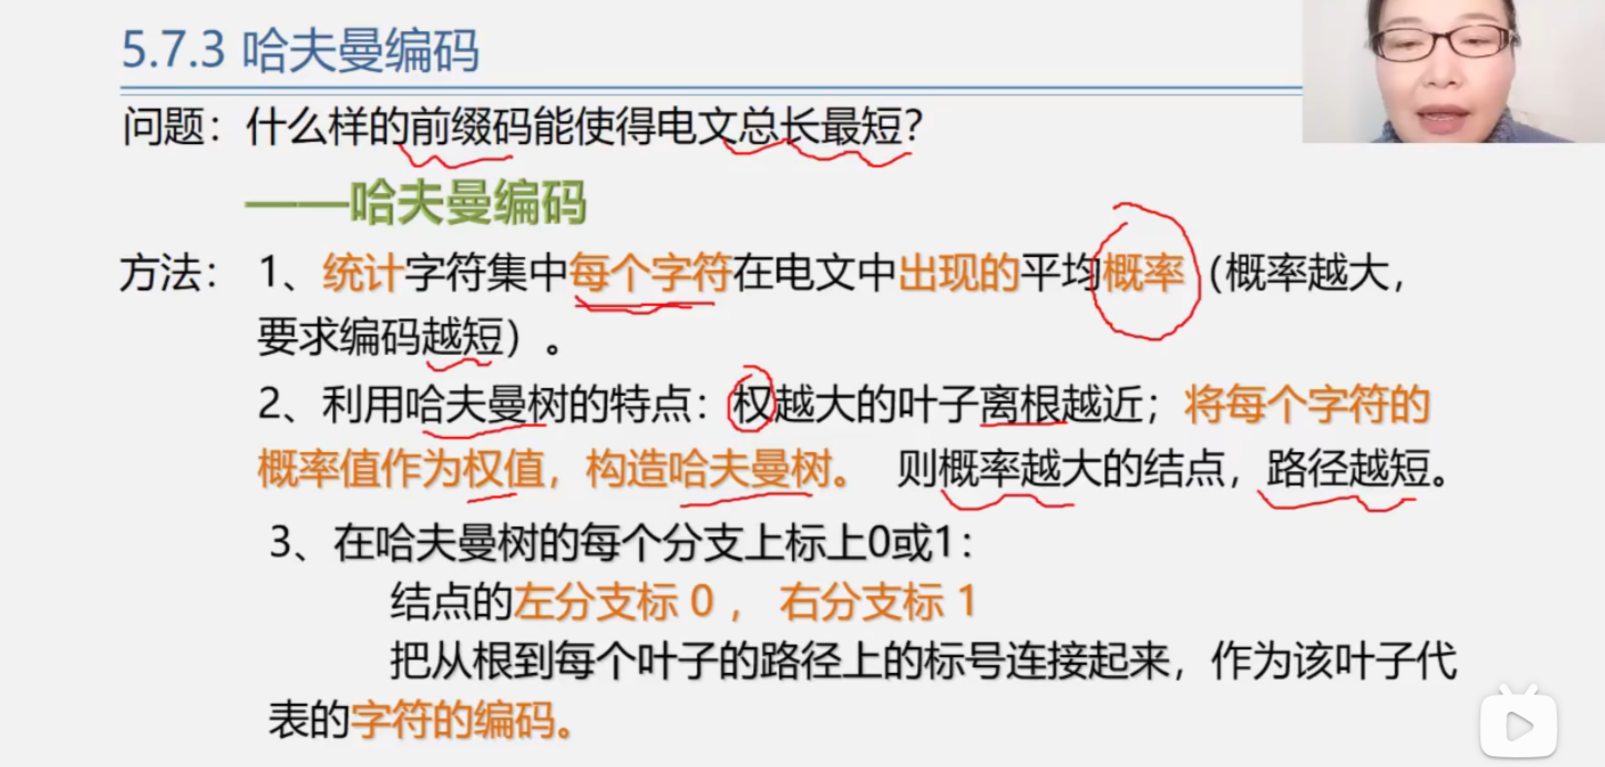 5.7.3 哈夫曼编码
问题：什么样的前缀码能使得电文总长最短？
——哈夫曼编码
方法： 1、统计字符集中每个字符在电文中出现的平均概率（概率越大，
要求编码越短）。
2、利用哈夫曼树的特点：权越大的叶子离根越近；将每个字符的
概率值作为权值，构造哈夫曼树。 则概率越大的结点，路径越短。
3、在哈夫曼树的每个分支上标上0或1：
结点的左分支标 0 ， 右分支标 1
把从根到每个叶子的路径上的标号连接起来，作为该叶子代
表的字符的编码。